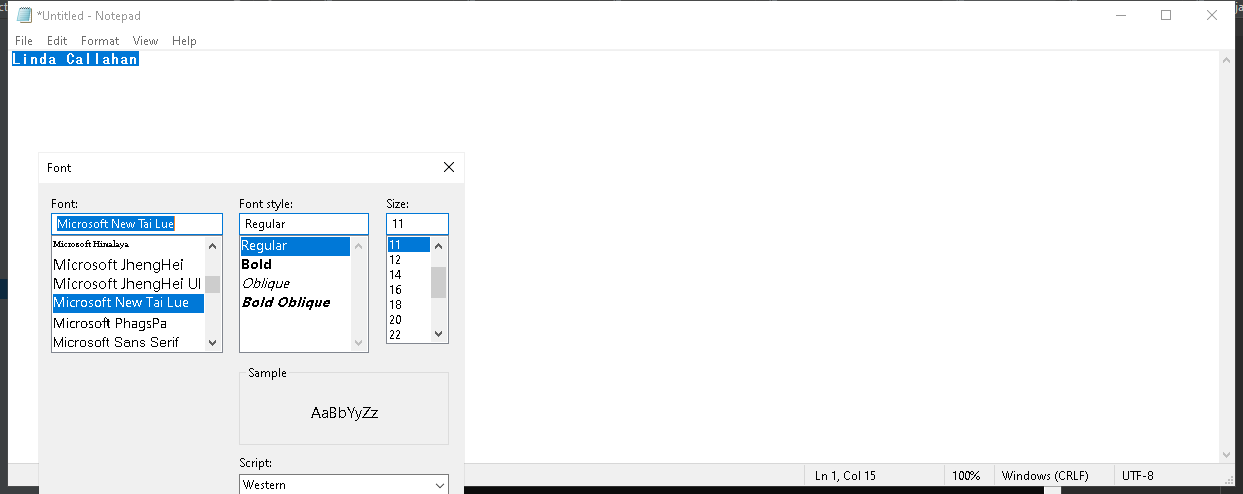 *Untitled - Notepad
File Edit Format View Help
Linda Callahan
Font
Font: Font style: Size:
Microsoft New Tai Lue Regular 11
Microsoft Himalaya Regular 11
Microsoft JhengHei Bold 12
Microsoft JhengHei UI Oblique 14
Microsoft New Tai Lue Bold Oblique 16
Microsoft PhagsPa 18
Microsoft Sans Serif 20
22
Sample
AaBbYyZz
Script:
Western
Ln 1, Col 15 100% Windows (CRLF) UTF-8